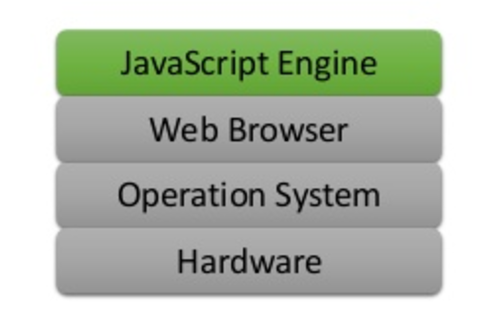 JavaScript Engine
Web Browser
Operation System
Hardware